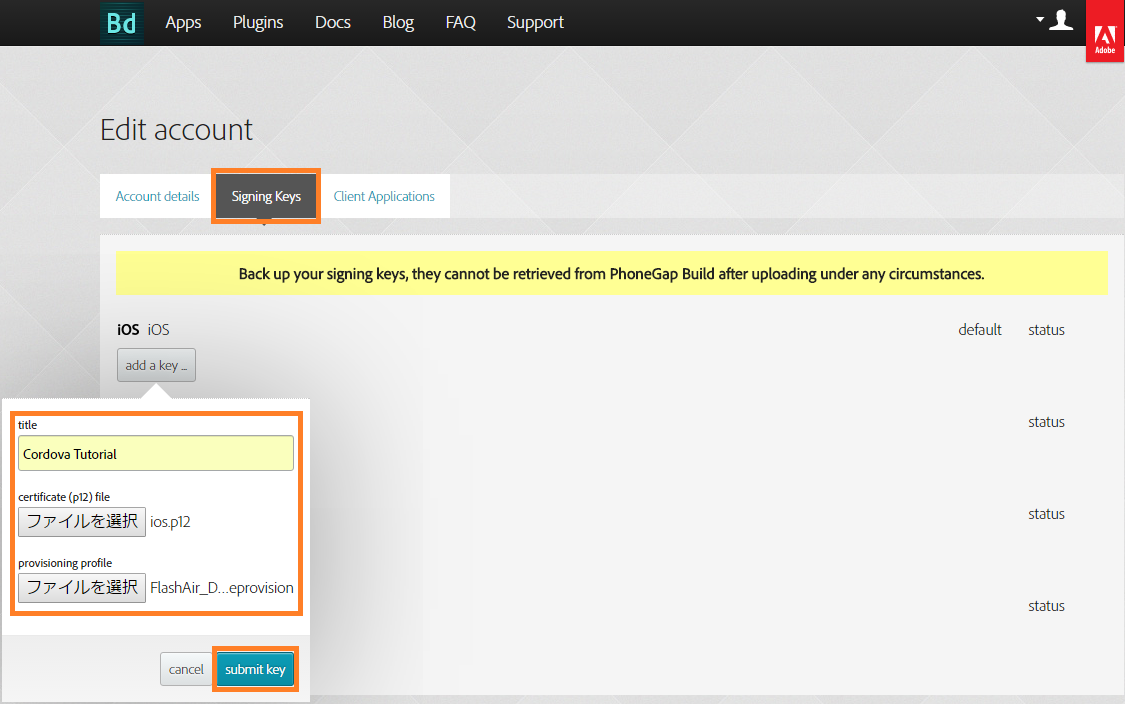 Bd Apps Plugins Docs Blog FAQ Support
Adobe
Edit account
Account details Signing Keys Client Applications
Back up your signing keys, they cannot be retrieved from PhoneGap Build after uploading under any circumstances.
iOS iOS default status
add a key ...
status
title
Cordova Tutorial
certificate (p12) file
ファイルを選択 ios.p12
status
provisioning profile
ファイルを選択 FlashAir_D...eprovision
status
cancel submit key